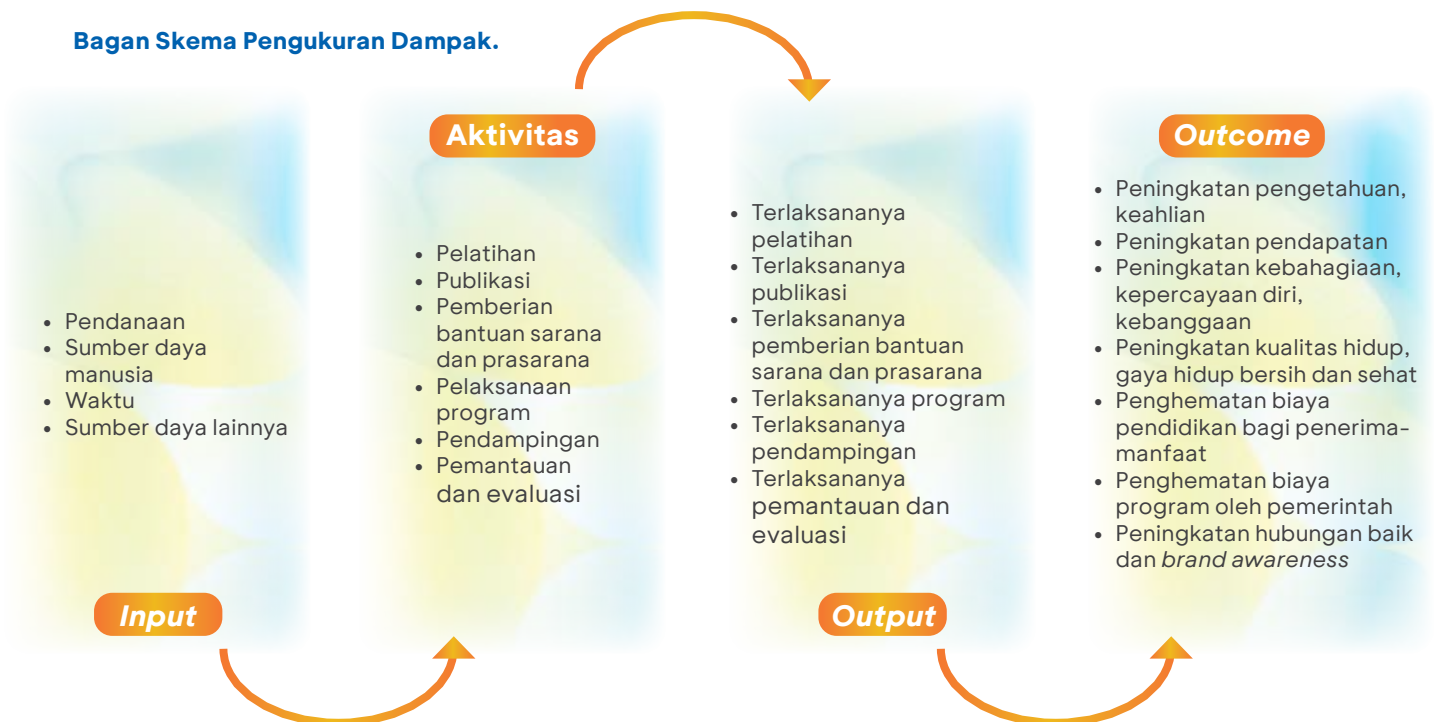 Bagan Skema Pengukuran Dampak.
• Pendanaan
• Sumber daya
manusia
• Waktu
• Sumber daya lainnya
Input
Aktivitas
• Pelatihan
• Publikasi
• Pemberian
bantuan sarana
dan prasarana
• Pelaksanaan
program
• Pendampingan
• Pemantauan
dan evaluasi
• Terlaksananya
pelatihan
• Terlaksananya
publikasi
• Terlaksananya
pemberian bantuan
sarana dan prasarana
• Terlaksananya program
• Terlaksananya
pendampingan
• Terlaksananya
pemantauan dan
evaluasi
Output
Outcome
• Peningkatan pengetahuan,
keahlian
• Peningkatan pendapatan
• Peningkatan kebahagiaan,
kepercayaan diri,
kebanggaan
• Peningkatan kualitas hidup,
gaya hidup bersih dan sehat
• Penghematan biaya
pendidikan bagi penerima-
manfaat
• Penghematan biaya
program oleh pemerintah
• Peningkatan hubungan baik
dan brand awareness